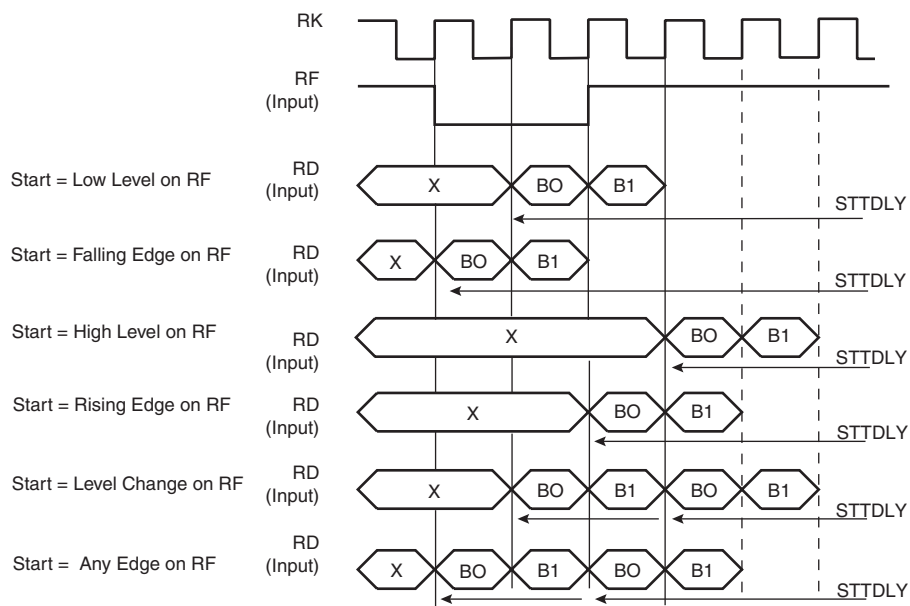 RK
RF
(Input)
Start = Low Level on RF
RD
(Input)
X
BO
B1
STTDLY
Start = Falling Edge on RF
RD
(Input)
X
BO
B1
STTDLY
Start = High Level on RF
RD
(Input)
X
BO
B1
STTDLY
Start = Rising Edge on RF
RD
(Input)
X
BO
B1
STTDLY
Start = Level Change on RF
RD
(Input)
X
BO
B1
BO
B1
STTDLY
Start = Any Edge on RF
RD
(Input)
X
BO
B1
BO
B1
STTDLY